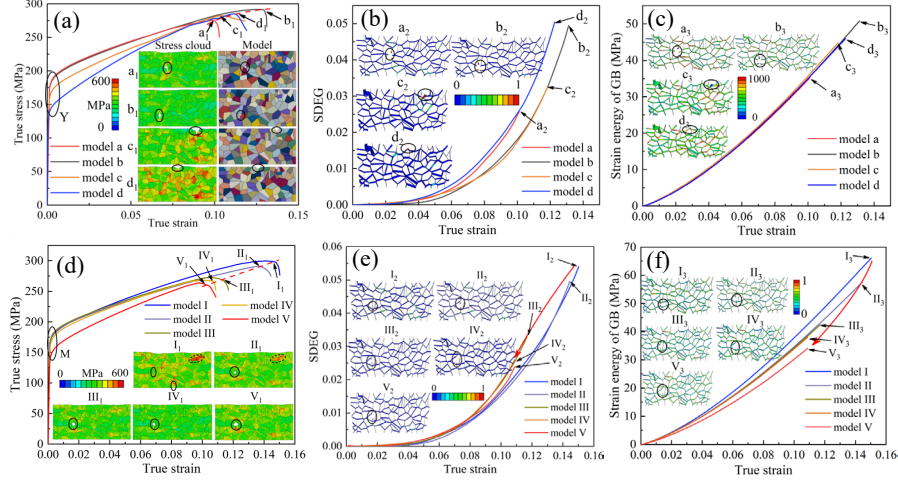 (a)
True stress (MPa)
300
250
200
150
100
50
0
0.00
0.03
0.06
0.09
0.12
0.15
True strain
Stress cloud
Model
600
MPa
0
Y
a1
b1
c1
d1
a1
c1
d1
b1
model a
model b
model c
model d
(b)
SDEG
0.05
0.04
0.03
0.02
0.01
0.00
0.00
0.02
0.04
0.06
0.08
0.10
0.12
0.14
True strain
a2
b2
c2
d2
0
1
d2
b2
c2
a2
model a
model b
model c
model d
(c)
Strain energy of GB (MPa)
50
40
30
20
10
0
0.00
0.03
0.06
0.09
0.12
0.15
True strain
a3
b3
c3
d3
1000
0
b3
d3
c3
a3
model a
model b
model c
model d
(d)
True stress (MPa)
300
250
200
150
100
50
0
0.00
0.02
0.04
0.06
0.08
0.10
0.12
0.14
0.16
True strain
V1
IV1
II1
III1
I1
M
model I
model II
model III
model IV
model V
0
MPa
600
I1
II1
III1
IV1
V1
(e)
SDEG
0.06
0.05
0.04
0.03
0.02
0.01
0.00
0.00
0.02
0.04
0.06
0.08
0.10
0.12
0.14
0.16
True strain
I2
II2
III2
IV2
V2
0
1
I2
II2
III2
IV2
V2
model I
model II
model III
model IV
model V
(f)
Strain energy of GB (MPa)
70
60
50
40
30
20
10
0
0.00
0.02
0.04
0.06
0.08
0.10
0.12
0.14
0.16
True strain
I3
II3
III3
IV3
V3
1
0
I3
II3
III3
IV3
V3
model I
model II
model III
model IV
model V